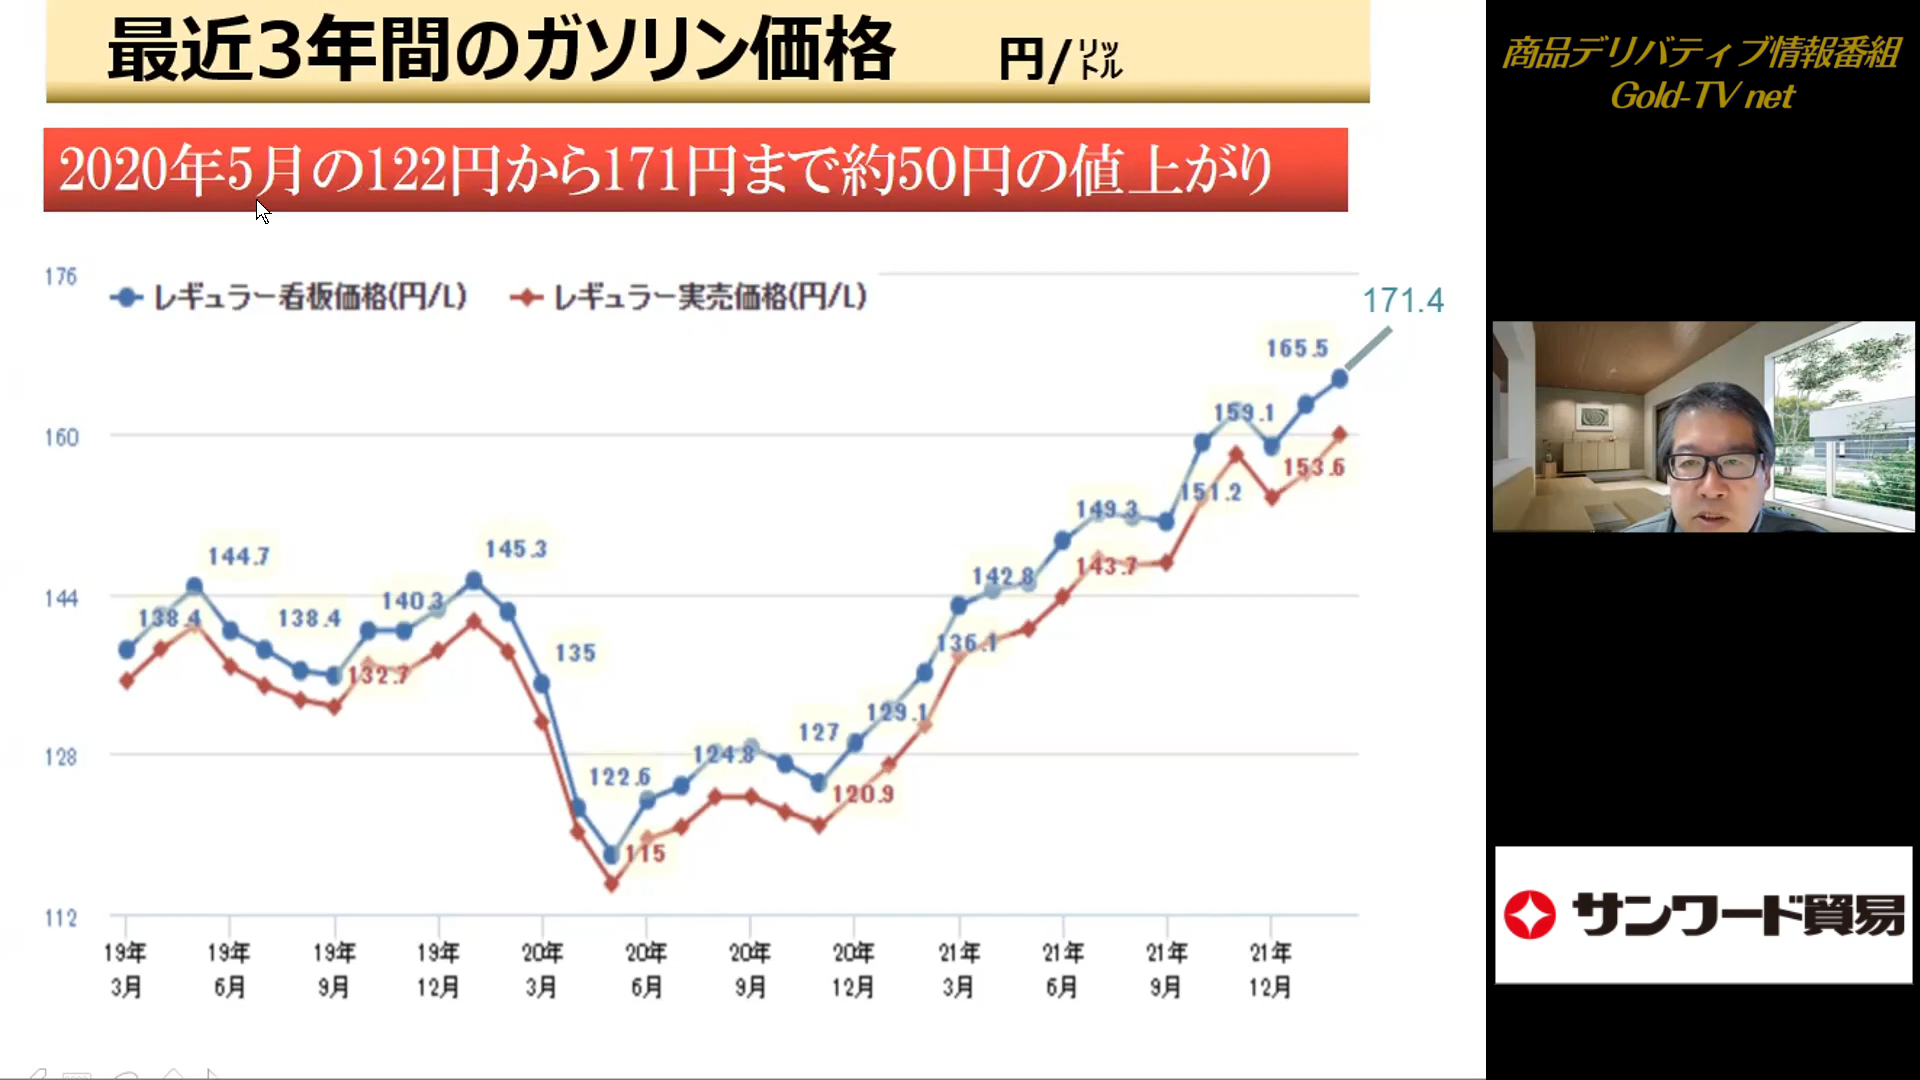 最近3年間のガソリン価格 円/リットル
2020年5月の122円から171円まで約50円の値上がり
商品デリバティブ情報番組
Gold-TV net
レギュラー看板価格(円/L) レギュラー実売価格(円/L)
171.4
176
160
144
128
112
165.5
159.1
153.6
151.2
149.3
143.7
142.8
136.1
129.1
127
120.9
124.8
122.6
115
135
145.3
140.3
138.4
132.7
144.7
138.4
19年3月
19年6月
19年9月
19年12月
20年3月
20年6月
20年9月
20年12月
21年3月
21年6月
21年9月
21年12月
サンワード貿易